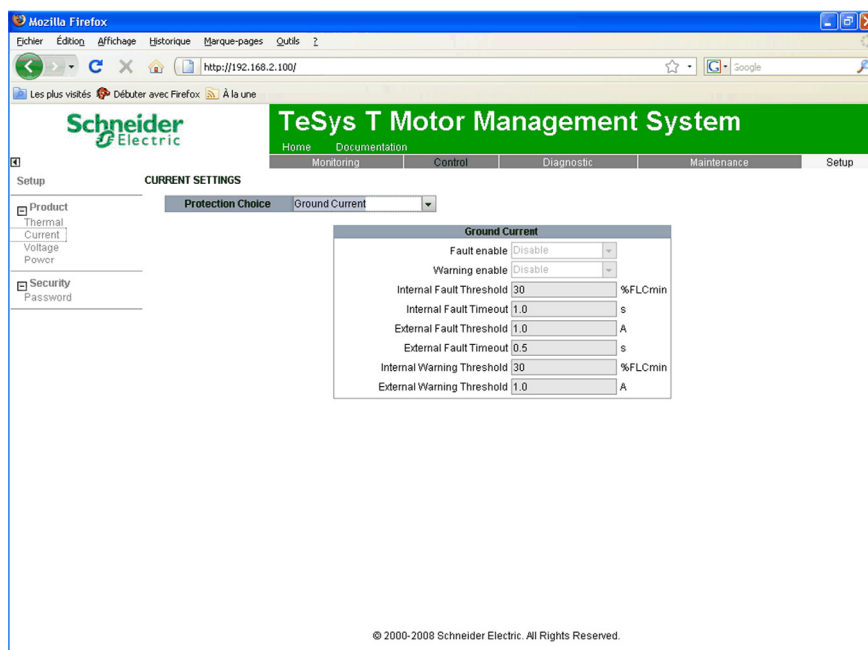 Mozilla Firefox
Eichier Édition Affichage Historique Marque-pages Outils ?
http://192.168.2.100/
Google
Les plus visités Débuter avec Firefox À la une
Schneider
Electric
TeSys T Motor Management System
Home Documentation
Monitoring Control Diagnostic Maintenance Setup
Setup
CURRENT SETTINGS
Product
Thermal
Current
Voltage
Power
Security
Password
Protection Choice Ground Current
Ground Current
Fault enable Disable
Warning enable Disable
Internal Fault Threshold 30 %FLCmin
Internal Fault Timeout 1.0 s
External Fault Threshold 1.0 A
External Fault Timeout 0.5 s
Internal Warning Threshold 30 %FLCmin
External Warning Threshold 1.0 A
© 2000-2008 Schneider Electric. All Rights Reserved.